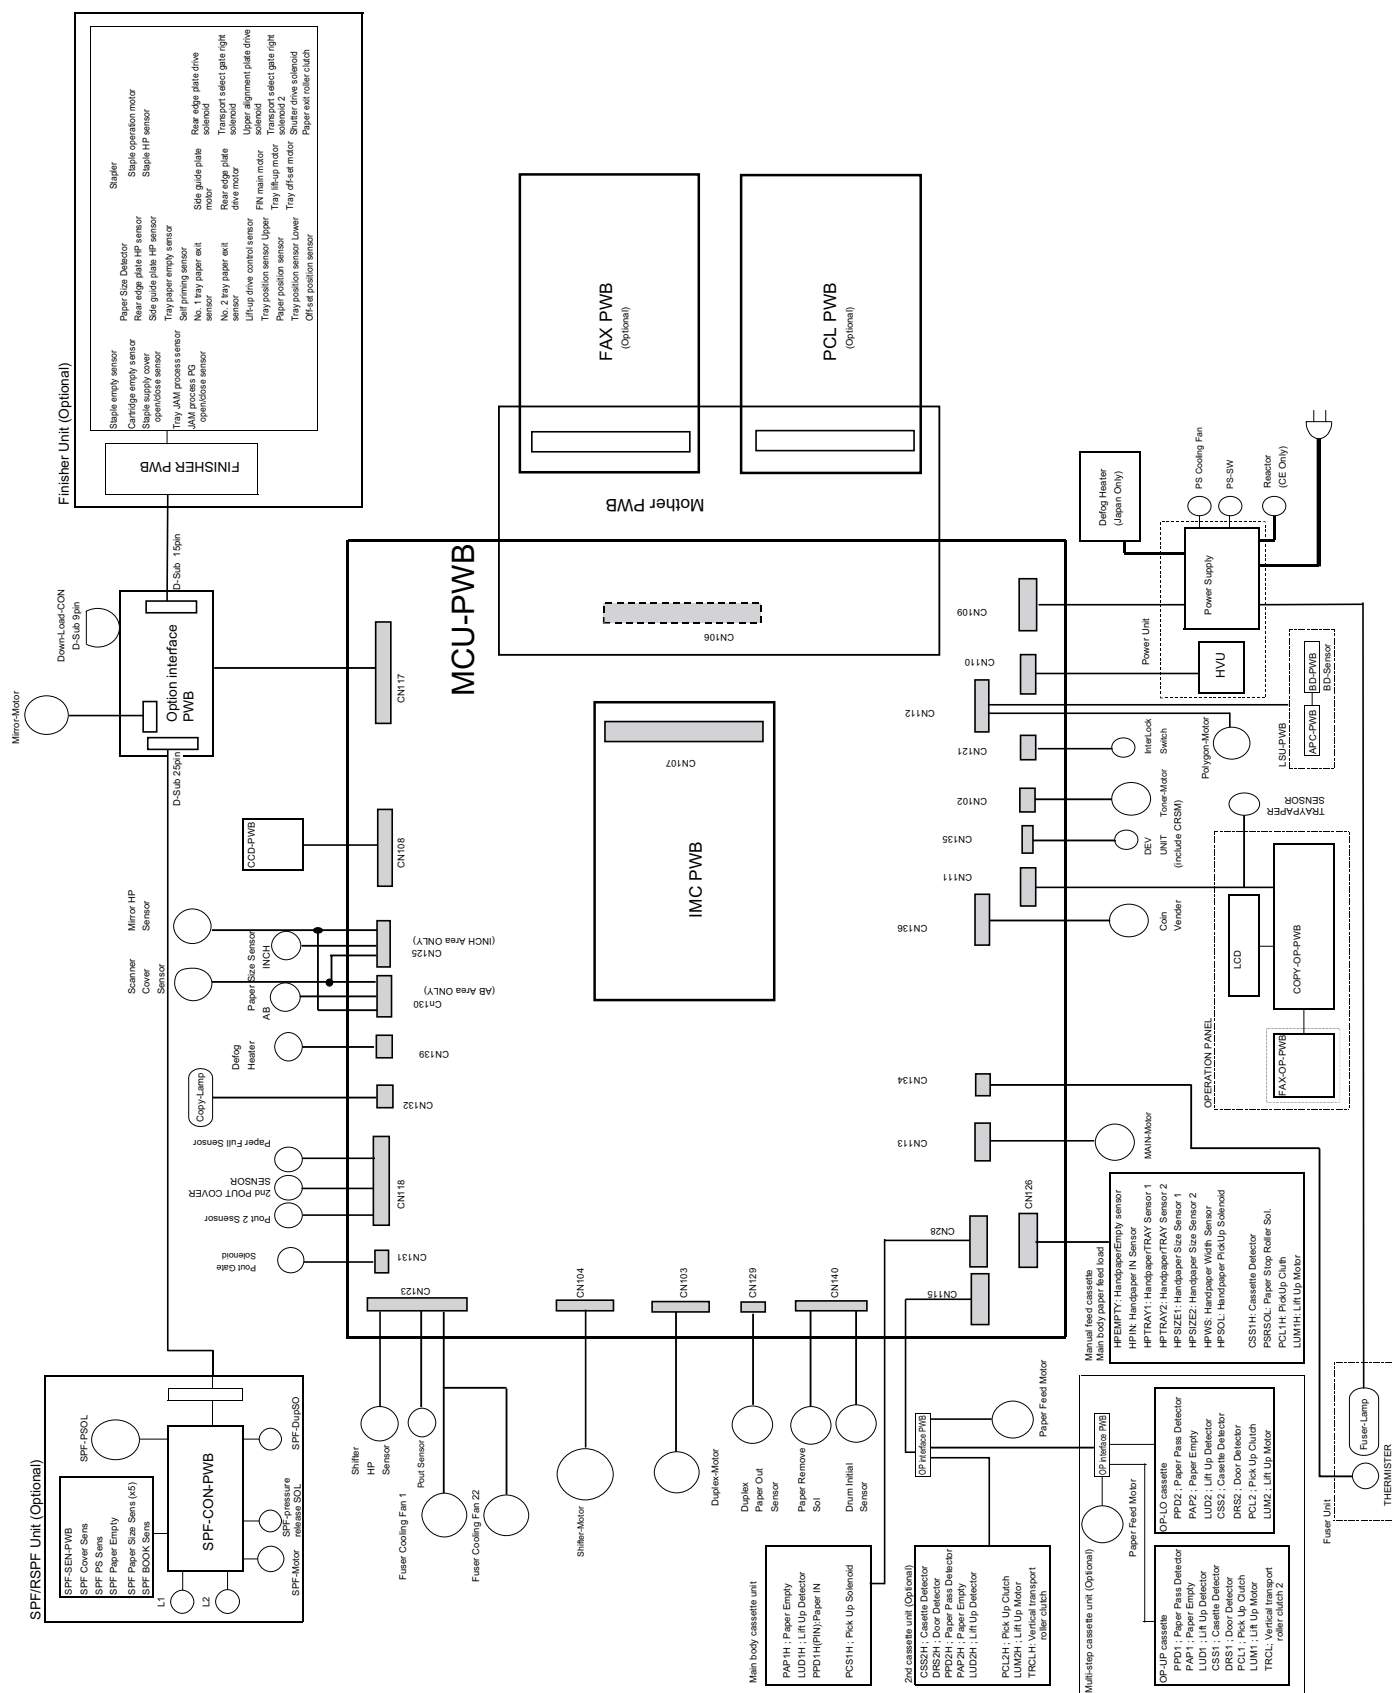 Finisher Unit (Optional)
Stapler
Staple operation motor
Staple HP sensor
Rear edge plate drive
solenoid
Transport select gate right
solenoid
Upper alignment plate drive
solenoid
Transport select gate right
solenoid 2
Shutter drive solenoid
Paper exit roller clutch
Side guide plate
motor
Rear edge plate
drive motor
FIN main motor
Tray lift-up motor
Tray off-set motor
Paper Size Detector
Rear edge plate HP sensor
Side guide plate HP sensor
Tray paper empty sensor
Self priming sensor
No. 1 tray paper exit
sensor
No. 2 tray paper exit
sensor
Lift-up drive control sensor
Tray position sensor Upper
Paper position sensor
Tray position sensor Lower
Off-set position sensor
Staple empty sensor
Cartridge empty sensor
Staple supply cover
open/close sensor
Tray JAM process sensor
JAM process PG
open/close sensor
FINISHER PWB
D-Sub 15pin
Down-Load-CON
D-Sub 9pin
Option interface
PWB
Mirror-Motor
D-Sub 25pin
FAX PWB
(Optional)
PCL PWB
(Optional)
Mother PWB
MCU-PWB
CN106
CN107
IMC PWB
CN117
CCD-PWB
CN108
Mirror HP
Sensor
Scanner
Cover
Sensor
Paper Size Sensor
INCH
AB
CN125
(INCH Area ONLY)
Cn130
(AB Area ONLY)
Defog
Heater
CN139
Copy-Lamp
CN132
Paper Full Sensor
2nd POUT COVER
SENSOR
Pout 2 Ssensor
CN118
Pout Gate
Solenoid
CN131
CN123
CN104
CN103
CN129
CN140
CN109
CN110
CN112
CN121
CN102
CN135
CN111
CN136
CN134
CN113
CN126
CN28
CN115
Defog Heater
(Japan Only)
PS Cooling Fan
PS-SW
Reactor
(CE Only)
Power Supply
Power Unit
HVU
BD-PWB
BD-Sensor
APC-PWB
LSU-PWB
Polygon-Motor
InterLock
Switch
Toner-Motor
DEV
UNIT
(include CRSM)
TRAYPAPER
SENSOR
Coin
Vender
LCD
COPY-OP-PWB
FAX-OP-PWB
OPERATION PANEL
MAIN-Motor
Manual feed cassette
Main body paper feed load
HPEMPTY: HandpaperEmpty sensor
HPIN: Handpaper IN Sensor
HPTRAY1: HandpaperTRAY Sensor 1
HPTRAY2: HandpaperTRAY Sensor 2
HPSIZE1: Handpaper Size Sensor 1
HPSIZE2: Handpaper Size Sensor 2
HPWS: Handpaper Width Sensor
HPSOL: Handpaper PickUp Solenoid
CSS1H: Cassette Detector
PSRSOL: Paper Stop Roller Sol.
PCL1H: PickUp Cluth
LUM1H: Lift Up Motor
SPF/RSPF Unit (Optional)
SPF-PSOL
SPF-DupSO
SPF-CON-PWB
SPF-SEN-PWB
SPF Cover Sens
SPF PS Sens
SPF Paper Empty
SPF Paper Size Sens (x5)
SPF BOOK Sens
SPF-pressure
release SOL
SPF-Motor
L1
L2
Shifter
HP
Sensor
Pout Sensor
Fuser Cooling Fan 1
Fuser Cooling Fan 22
Shifter-Motor
Duplex-Motor
Duplex
Paper Out
Sensor
Paper Remove
Sol
Drum Initial
Sensor
OP interface PWB
Paper Feed Motor
Main body cassette unit
PAP1H ; Paper Empty
LUD1H ; Lift Up Detector
PPD1H(PIN);Paper IN
PCS1H ; Pick Up Solenoid
2nd cassette unit (Optional)
CSS2H ; Casette Detector
DRS2H ; Door Detector
PPD2H ; Paper Pass Detector
PAP2H ; Paper Empty
LUD2H ; Lift Up Detector
PCL2H ; Pick Up Clutch
LUM2H ; Lift Up Motor
TRCLH; Vertical transport
roller clutch
Multi-step cassette unit (Optional)
OP interface PWB
Paper Feed Motor
OP-UP cassette
PPD1 ; Paper Pass Detector
PAP1 ; Paper Empty
LUD1 ; Lift Up Detector
CSS1 ; Casette Detector
DRS1 ; Door Detector
PCL1 ; Pick Up Clutch
LUM1 ; Lift Up Motor
TRCL; Vertical transport
roller clutch 2
OP-LO cassette
PPD2 ; Paper Pass Detector
PAP2 ; Paper Empty
LUD2 ; Lift Up Detector
CSS2 ; Casette Detector
DRS2 ; Door Detector
PCL2 ; Pick Up Clutch
LUM2 ; Lift Up Motor
Fuser Unit
Fuser-Lamp
THERMISTER